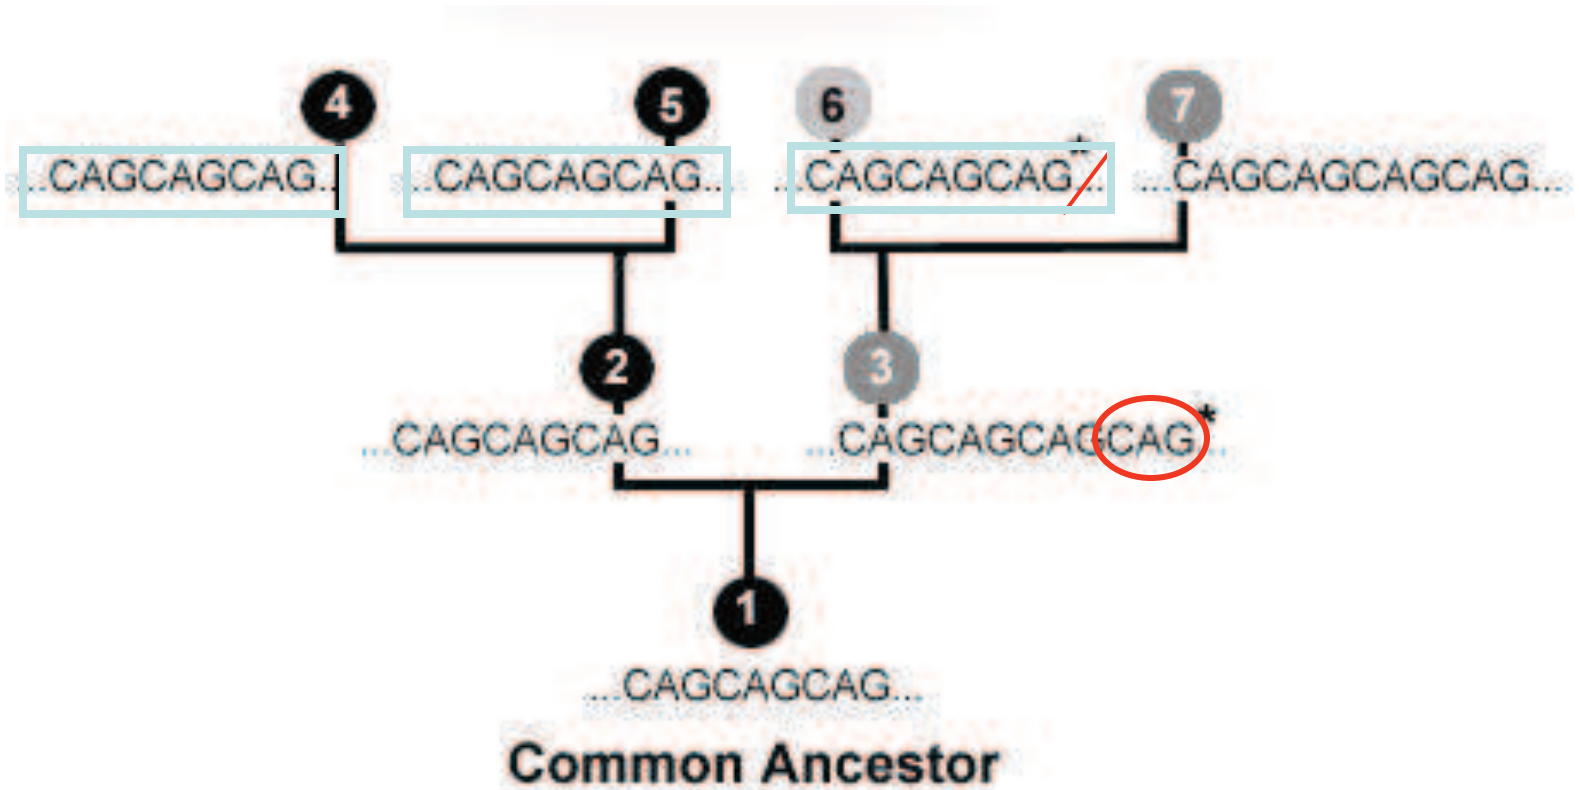 4 5 6 7
...CAGCAGCAG... ...CAGCAGCAG... ...CAGCAGCAG*... ...CAGCAGCAGCAG...
2 3
...CAGCAGCAG... ...CAGCAGCAGCAG*...
1
...CAGCAGCAG...
Common Ancestor